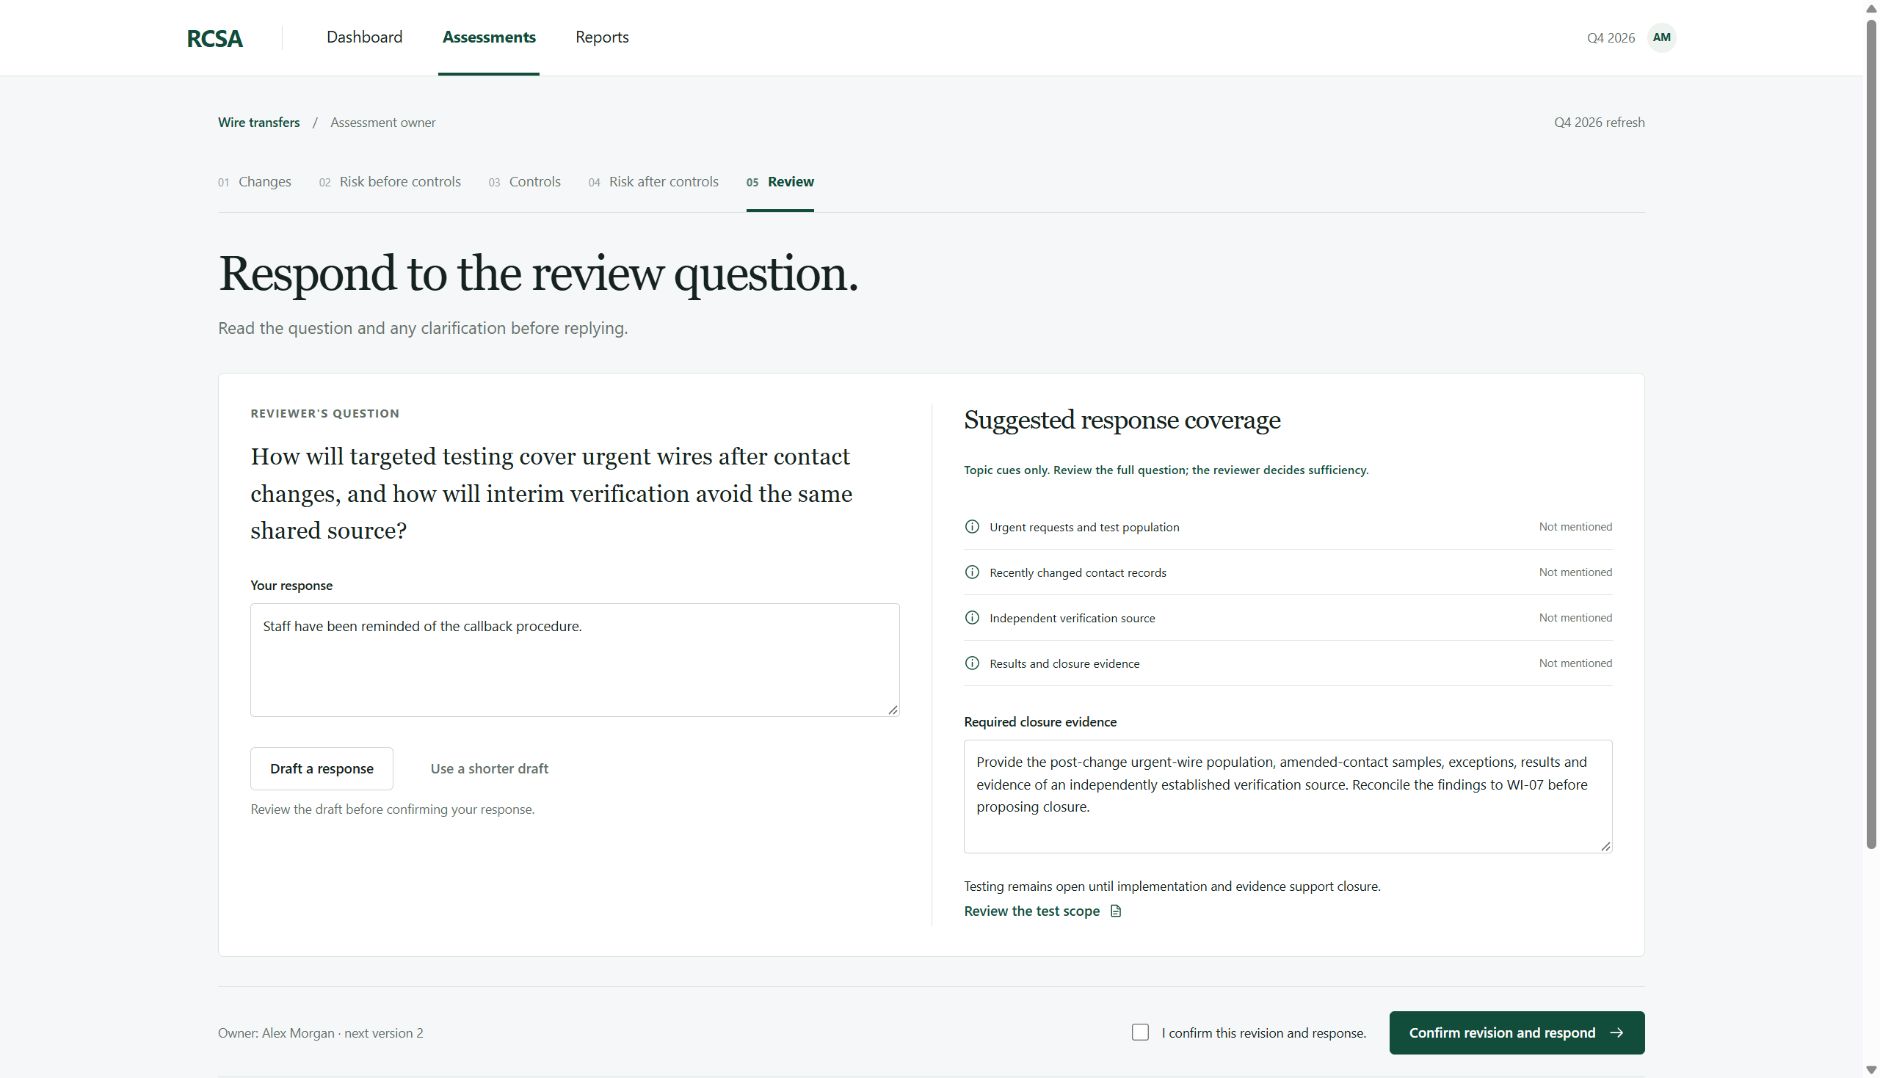 RCSA
Dashboard
Assessments
Reports
Q4 2026
AM
Wire transfers / Assessment owner
Q4 2026 refresh
01 Changes
02 Risk before controls
03 Controls
04 Risk after controls
05 Review
Respond to the review question.
Read the question and any clarification before replying.
REVIEWER'S QUESTION
How will targeted testing cover urgent wires after contact
changes, and how will interim verification avoid the same
shared source?
Your response
Staff have been reminded of the callback procedure.
Draft a response
Use a shorter draft
Review the draft before confirming your response.
Suggested response coverage
Topic cues only. Review the full question; the reviewer decides sufficiency.
Urgent requests and test population Not mentioned
Recently changed contact records Not mentioned
Independent verification source Not mentioned
Results and closure evidence Not mentioned
Required closure evidence
Provide the post-change urgent-wire population, amended-contact samples, exceptions, results and
evidence of an independently established verification source. Reconcile the findings to WI-07 before
proposing closure.
Testing remains open until implementation and evidence support closure.
Review the test scope
Owner: Alex Morgan · next version 2
I confirm this revision and response.
Confirm revision and respond →